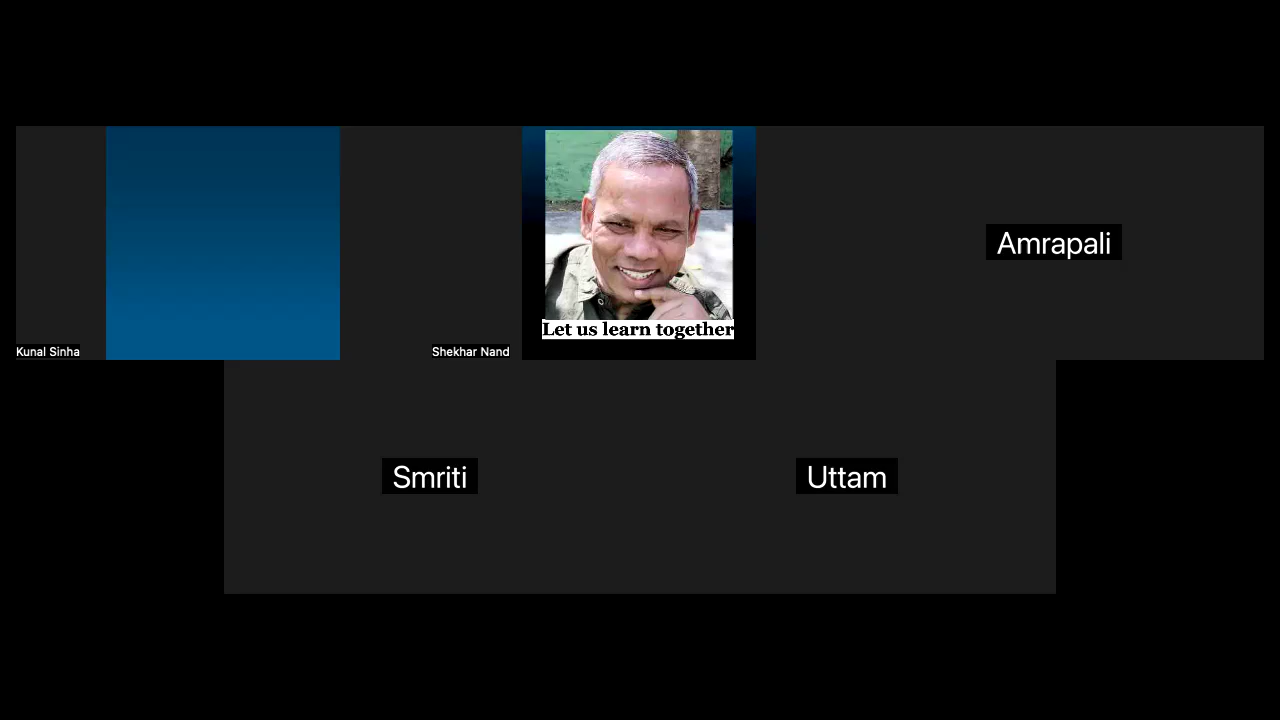 Kunal Sinha
Shekhar Nand
Let us learn together
Amrapali
Smriti
Uttam